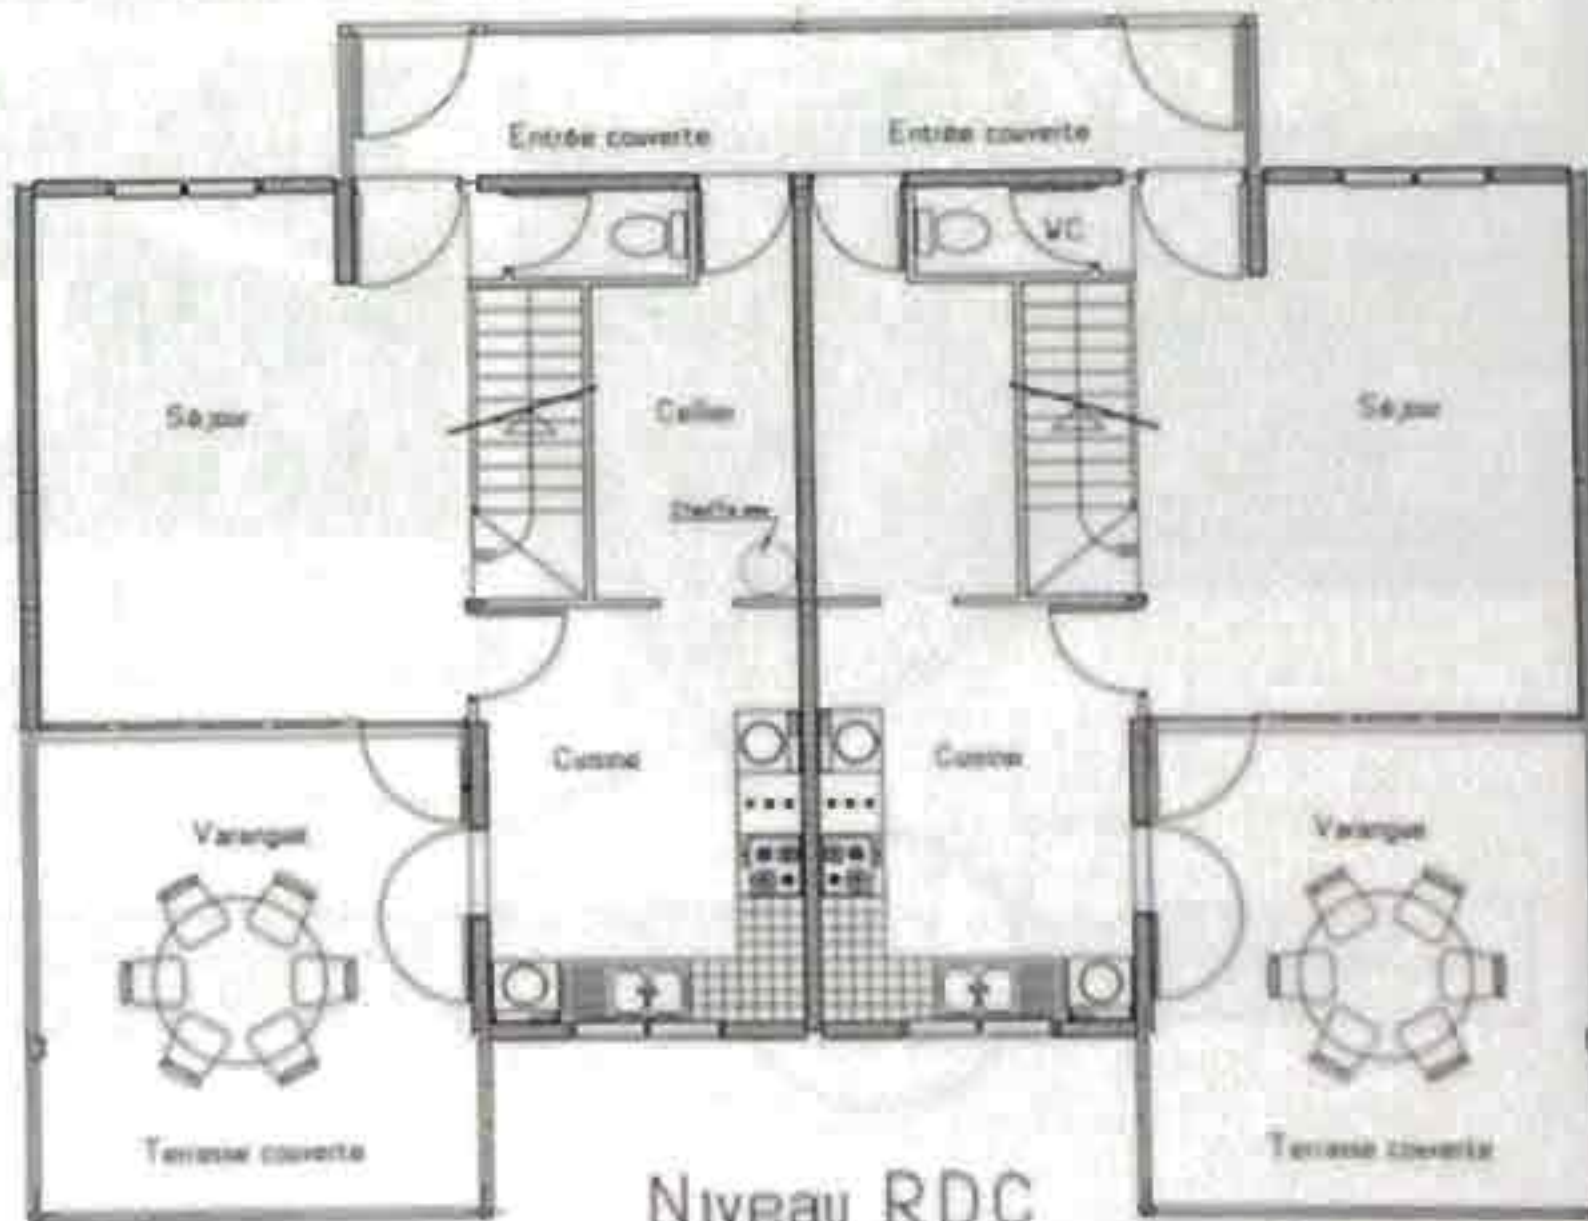 Entrée couverte
Entrée couverte
WC
Séjour
Cellier
Séjour
Cuisine
Cuisine
Varangue
Varangue
Terrasse couverte
Terrasse couverte
Niveau RDC